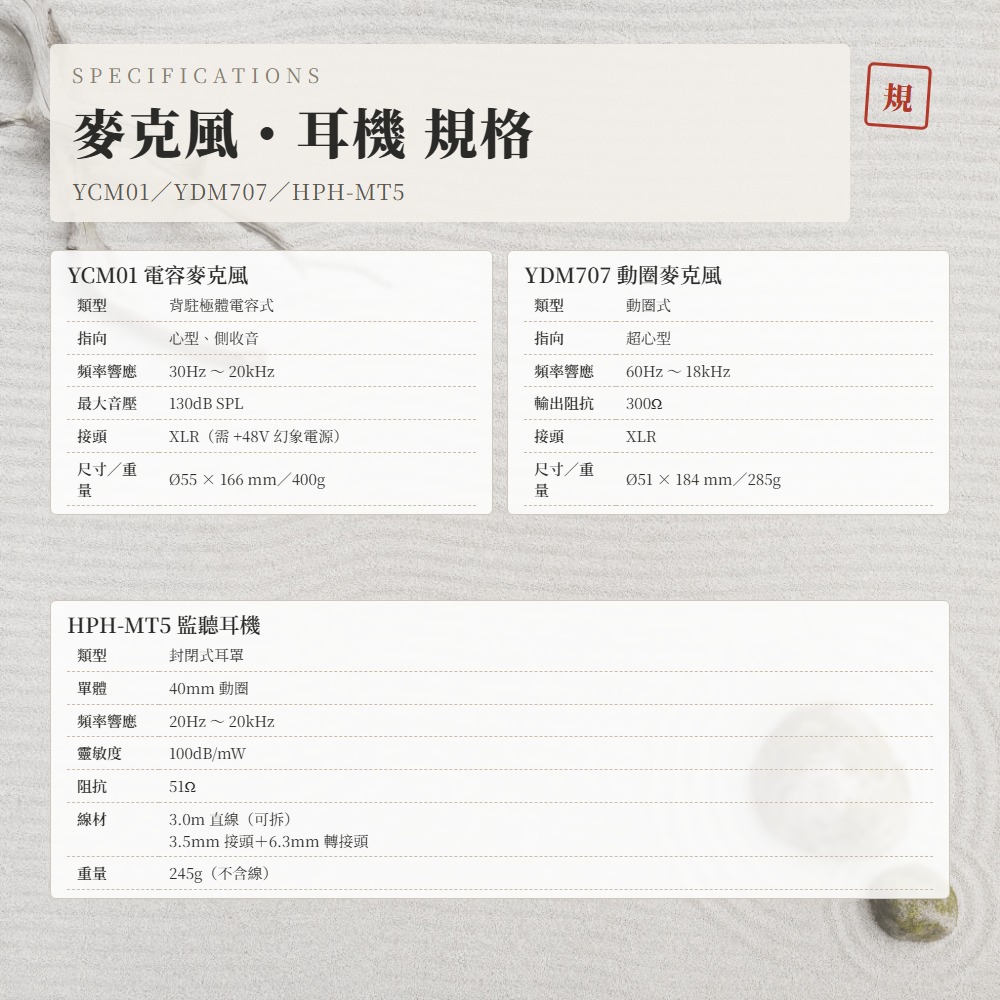 SPECIFICATIONS
麥克風・耳機 規格
YCM01／YDM707／HPH-MT5
規
YCM01 電容麥克風
類型 背駐極體電容式
指向 心型、側收音
頻率響應 30Hz ～ 20kHz
最大音壓 130dB SPL
接頭 XLR（需 +48V 幻象電源）
尺寸／重
量 Ø55 × 166 mm／400g
YDM707 動圈麥克風
類型 動圈式
指向 超心型
頻率響應 60Hz ～ 18kHz
輸出阻抗 300Ω
接頭 XLR
尺寸／重
量 Ø51 × 184 mm／285g
HPH-MT5 監聽耳機
類型 封閉式耳罩
單體 40mm 動圈
頻率響應 20Hz ～ 20kHz
靈敏度 100dB/mW
阻抗 51Ω
線材 3.0m 直線（可拆）
3.5mm 接頭＋6.3mm 轉接頭
重量 245g（不含線）